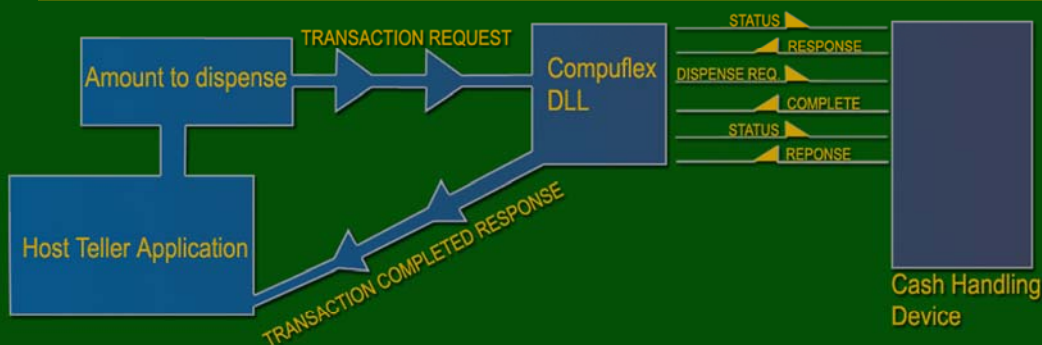 Amount to dispense
TRANSACTION REQUEST
Compuflex
DLL
STATUS
RESPONSE
DISPENSE REQ.
COMPLETE
STATUS
REPONSE
Host Teller Application
TRANSACTION COMPLETED RESPONSE
Cash Handling
Device